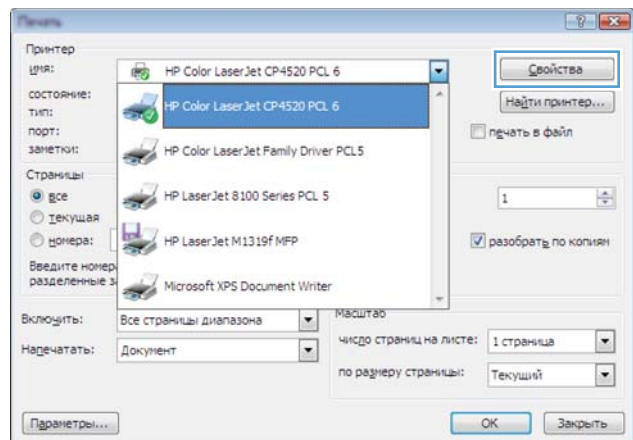 Печать
Принтер
имя: HP Color LaserJet CP4520 PCL 6 Свойства
состояние: HP Color LaserJet CP4520 PCL 6 Найти принтер...
тип:
порт: HP Color LaserJet Family Driver PCL5 печать в файл
заметки:
Страницы
все HP LaserJet 8100 Series PCL 5 1
текущая
номера: HP LaserJet M1319f MFP разобрать по копиям
Введите
разделенные Microsoft XPS Document Writer
Включить: Все страницы диапазона Масштаб
число страниц на листе: 1 страница
Напечатать: Документ
по размеру страницы: Текущий
Параметры... OK Закрыть